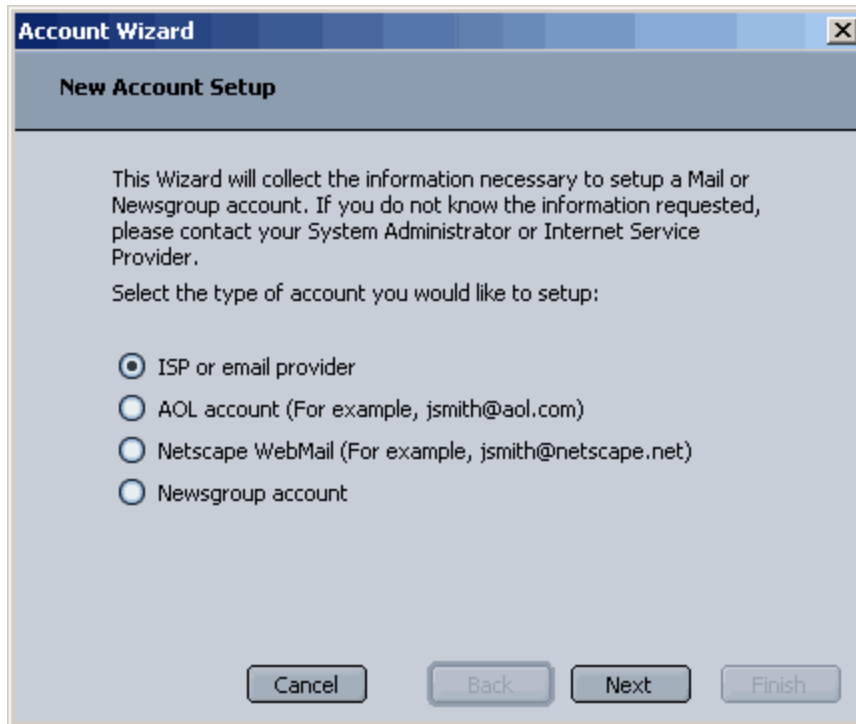 Account Wizard
New Account Setup
This Wizard will collect the information necessary to setup a Mail or
Newsgroup account. If you do not know the information requested,
please contact your System Administrator or Internet Service
Provider.
Select the type of account you would like to setup:
ISP or email provider
AOL account (For example, jsmith@aol.com)
Netscape WebMail (For example, jsmith@netscape.net)
Newsgroup account
Cancel Back Next Finish